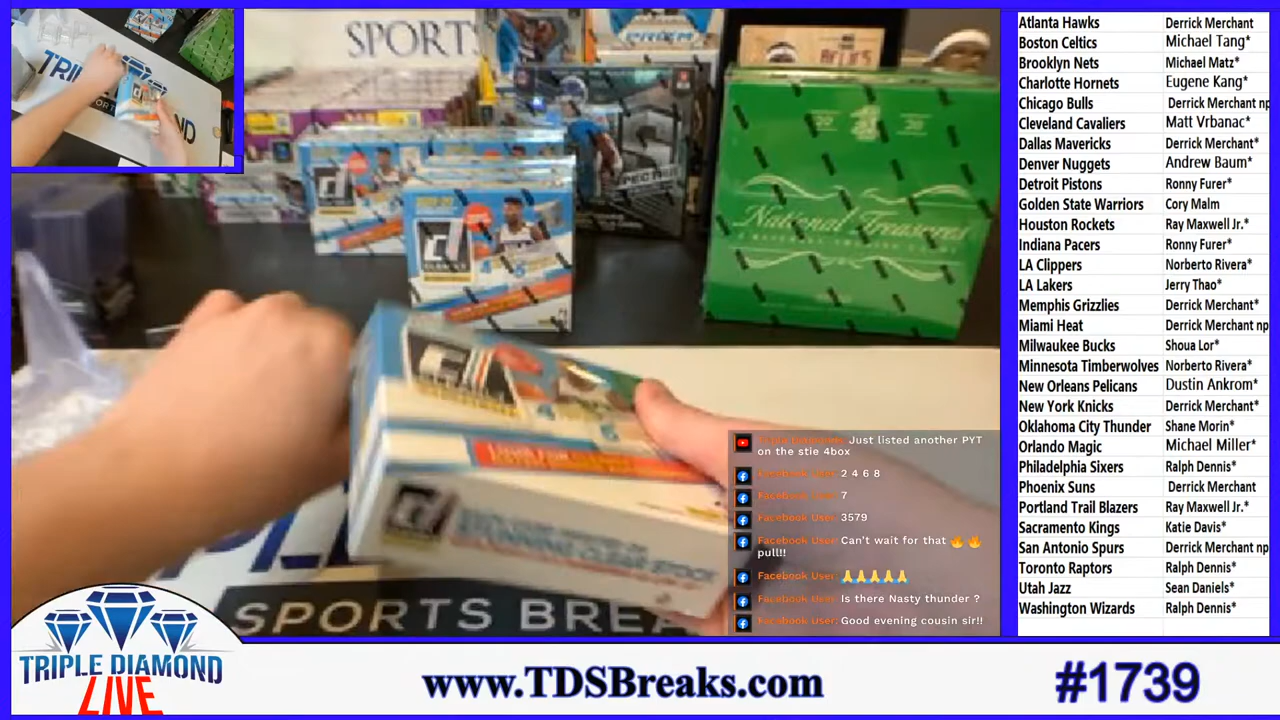 SPORTS
National Treasures
SPORTS BREA
TRIPLE DIAMOND
LIVE
www.TDSBreaks.com
#1739
Just listed another PYT
on the stie 4box
Facebook User: 2 4 6 8
Facebook User: 7
Facebook User: 3579
Facebook User: Can't wait for that 🔥 🔥
pull!!
Facebook User: 🙏🙏🙏🙏🙏
Facebook User: Is there Nasty thunder ?
Facebook User: Good evening cousin sir!!
Atlanta Hawks Derrick Merchant
Boston Celtics Michael Tang*
Brooklyn Nets Michael Matz*
Charlotte Hornets Eugene Kang*
Chicago Bulls Derrick Merchant np
Cleveland Cavaliers Matt Vrbanac*
Dallas Mavericks Derrick Merchant*
Denver Nuggets Andrew Baum*
Detroit Pistons Ronny Furer*
Golden State Warriors Cory Malm
Houston Rockets Ray Maxwell Jr.*
Indiana Pacers Ronny Furer*
LA Clippers Norberto Rivera*
LA Lakers Jerry Thao*
Memphis Grizzlies Derrick Merchant*
Miami Heat Derrick Merchant np
Milwaukee Bucks Shoua Lor*
Minnesota Timberwolves Norberto Rivera*
New Orleans Pelicans Dustin Ankrom*
New York Knicks Derrick Merchant*
Oklahoma City Thunder Shane Morin*
Orlando Magic Michael Miller*
Philadelphia Sixers Ralph Dennis*
Phoenix Suns Derrick Merchant
Portland Trail Blazers Ray Maxwell Jr.*
Sacramento Kings Katie Davis*
San Antonio Spurs Derrick Merchant np
Toronto Raptors Ralph Dennis*
Utah Jazz Sean Daniels*
Washington Wizards Ralph Dennis*